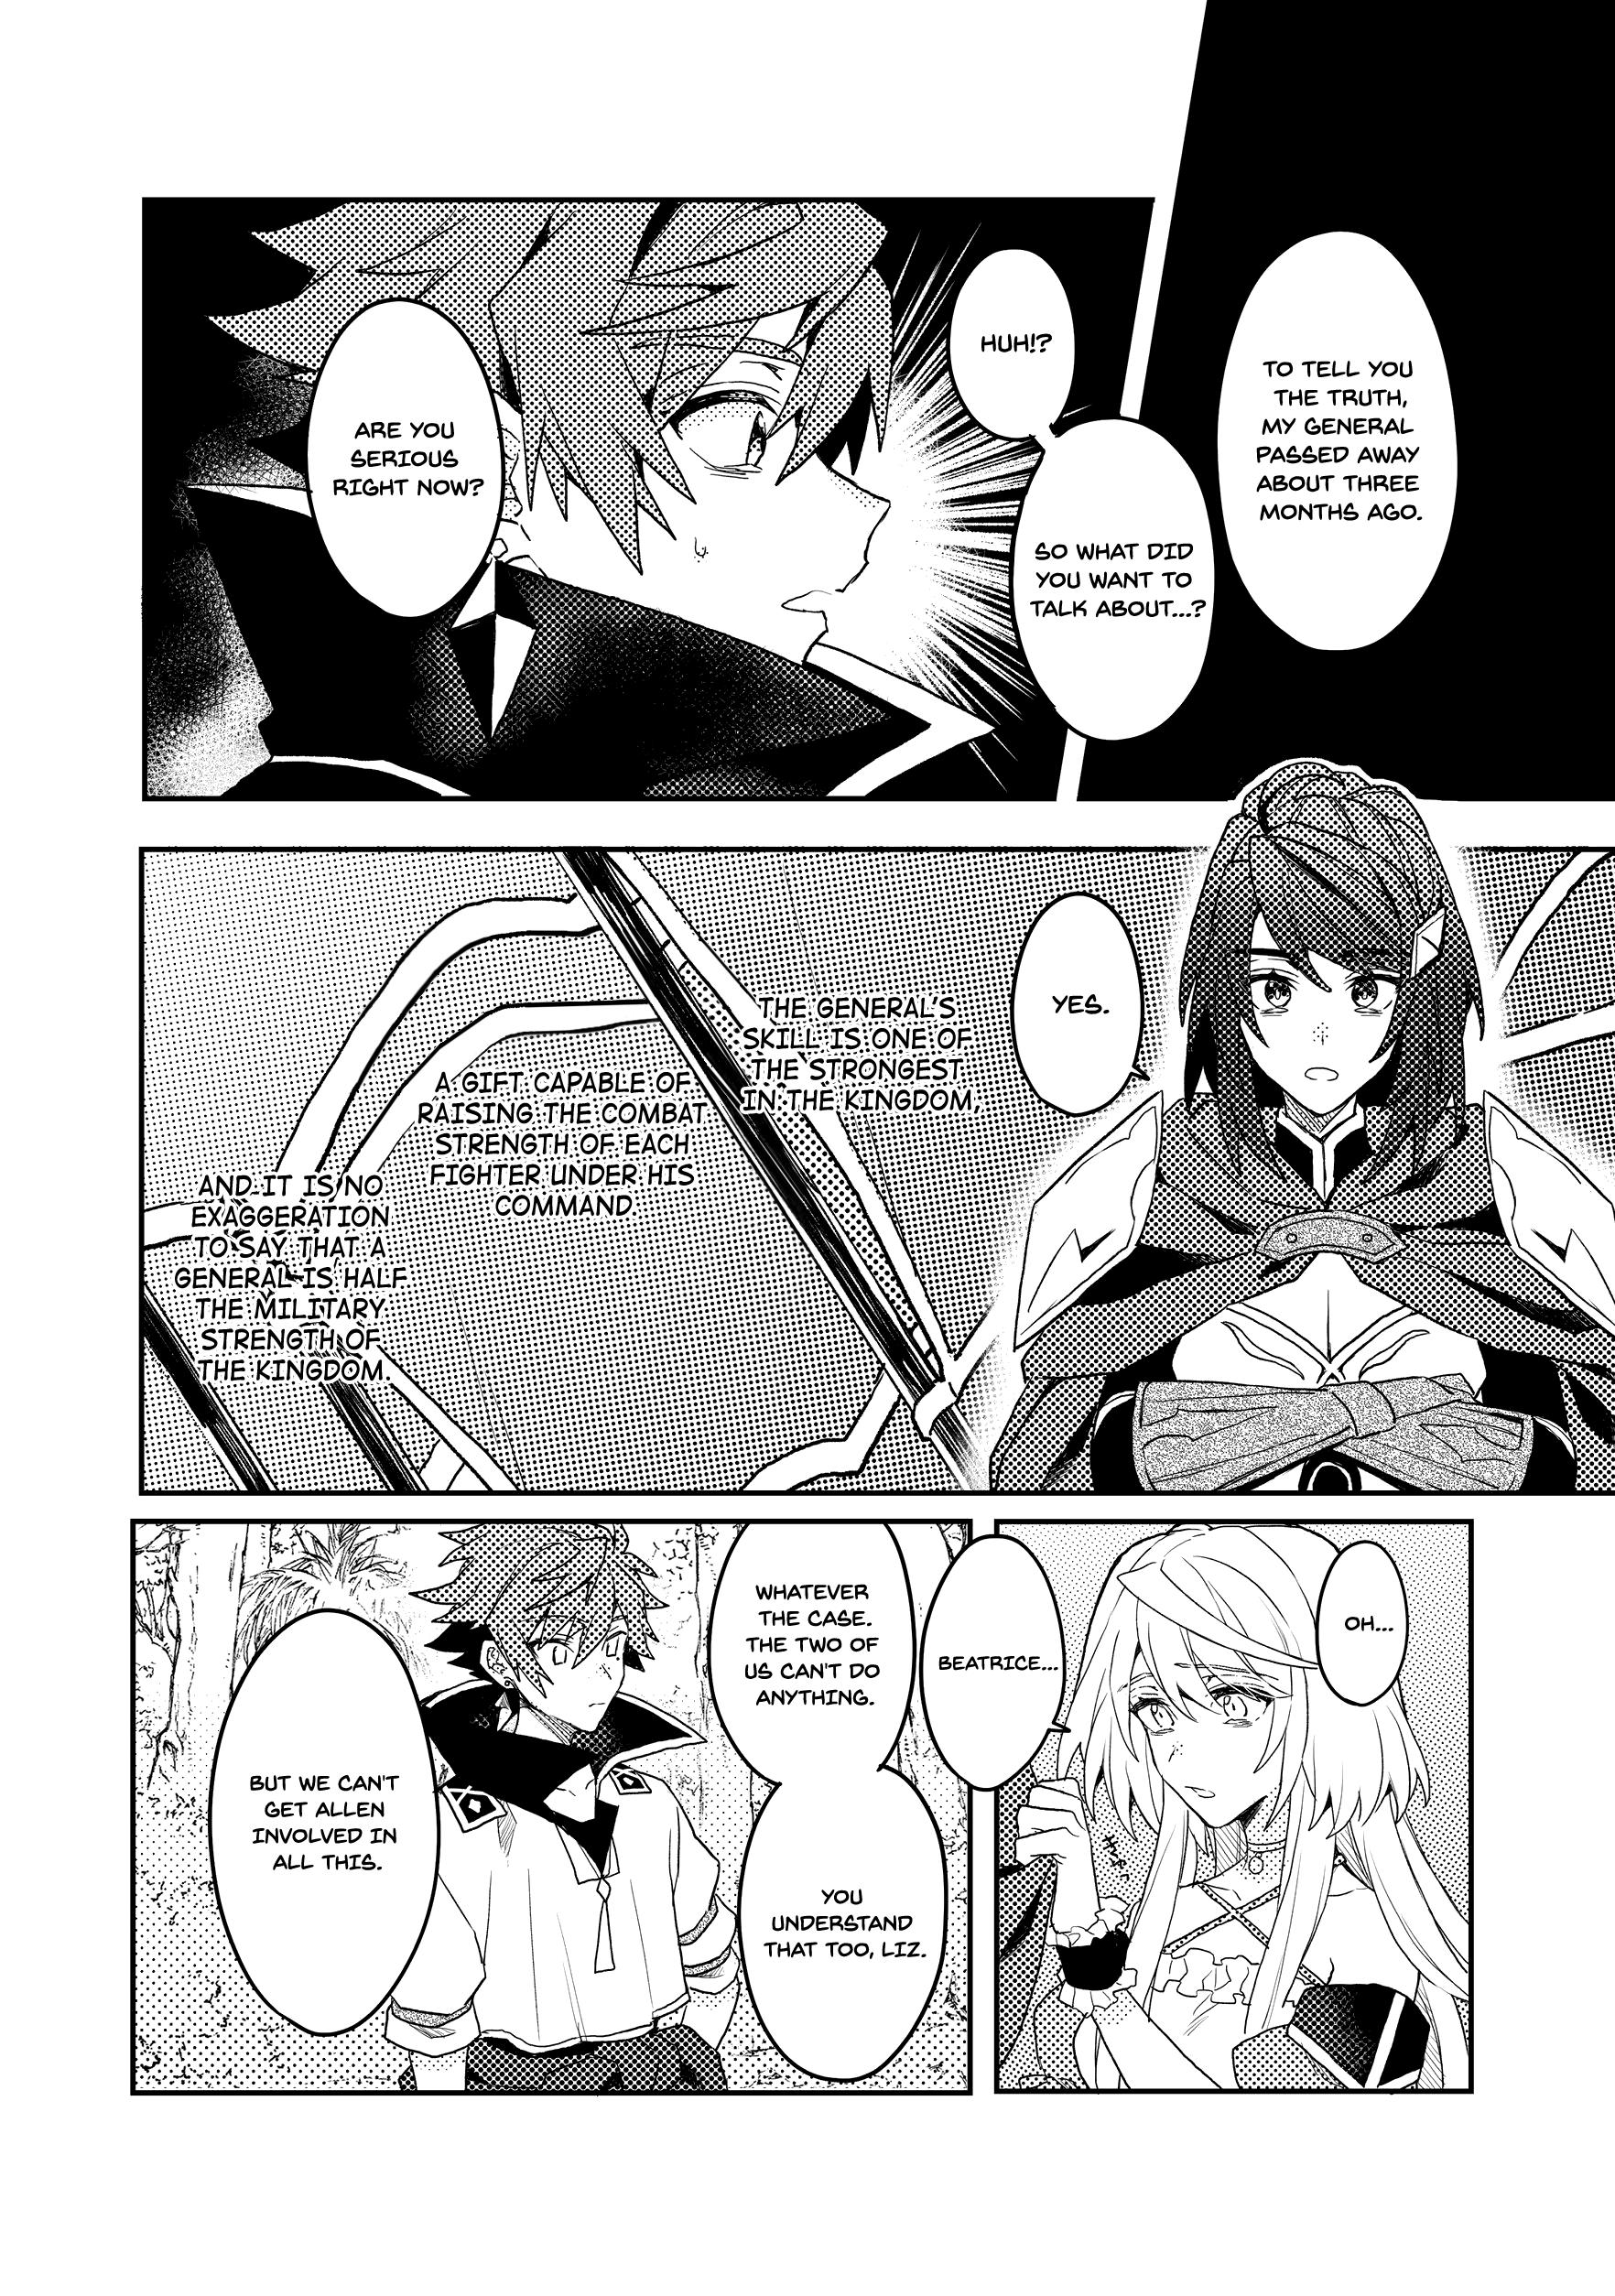 TO TELL YOU
THE TRUTH,
MY GENERAL
PASSED AWAY
ABOUT THREE
MONTHS AGO.
HUH!?
SO WHAT DID
YOU WANT TO
TALK ABOUT...?
ARE YOU
SERIOUS
RIGHT NOW?
YES.
THE GENERAL'S
SKILL IS ONE OF
THE STRONGEST
IN THE KINGDOM,
A GIFT CAPABLE OF
RAISING THE COMBAT
STRENGTH OF EACH
FIGHTER UNDER HIS
COMMAND.
AND IT IS NO
EXAGGERATION
TO SAY THAT A
GENERAL IS HALF
THE MILITARY
STRENGTH OF
THE KINGDOM.
OH...
BEATRICE...
WHATEVER
THE CASE.
THE TWO OF
US CAN'T DO
ANYTHING.
YOU
UNDERSTAND
THAT TOO, LIZ.
BUT WE CAN'T
GET ALLEN
INVOLVED IN
ALL THIS.